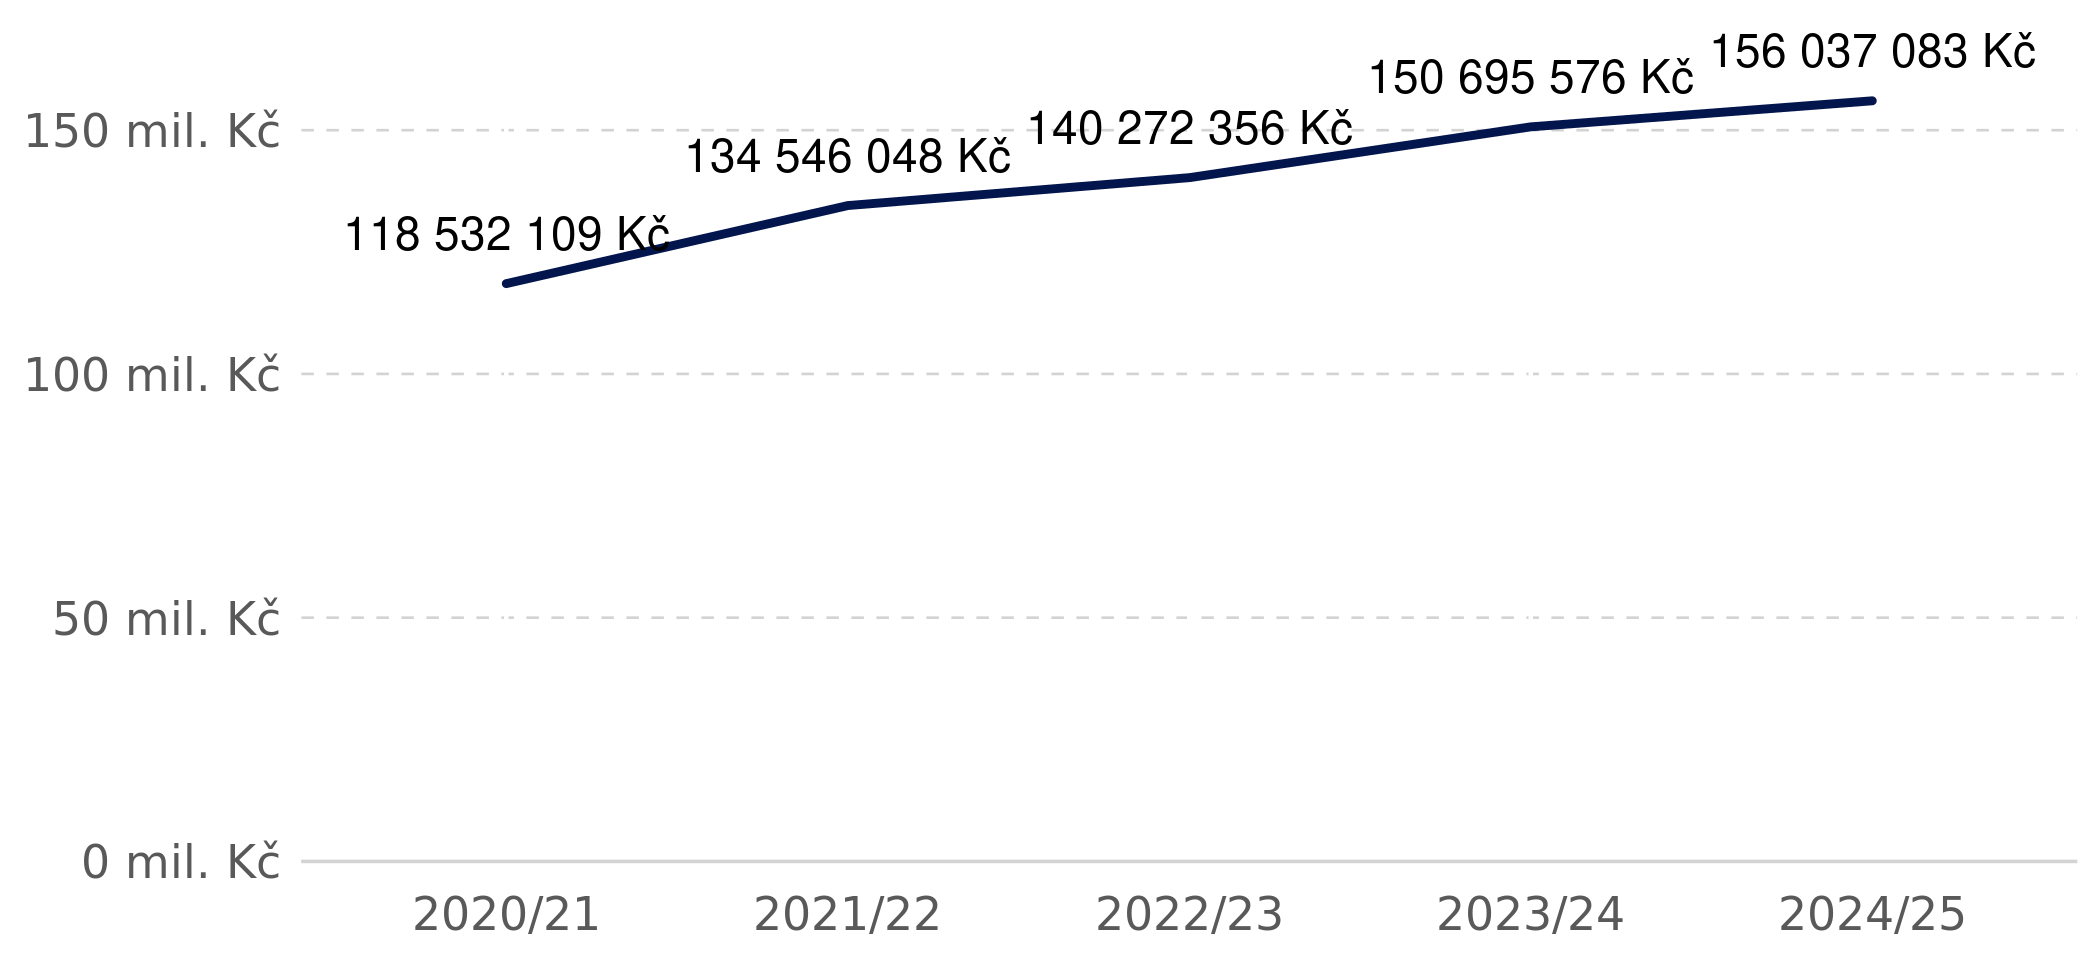 156 037 083 Kč
150 695 576 Kč
140 272 356 Kč
134 546 048 Kč
118 532 109 Kč
150 mil. Kč
100 mil. Kč
50 mil. Kč
0 mil. Kč
2020/21
2021/22
2022/23
2023/24
2024/25